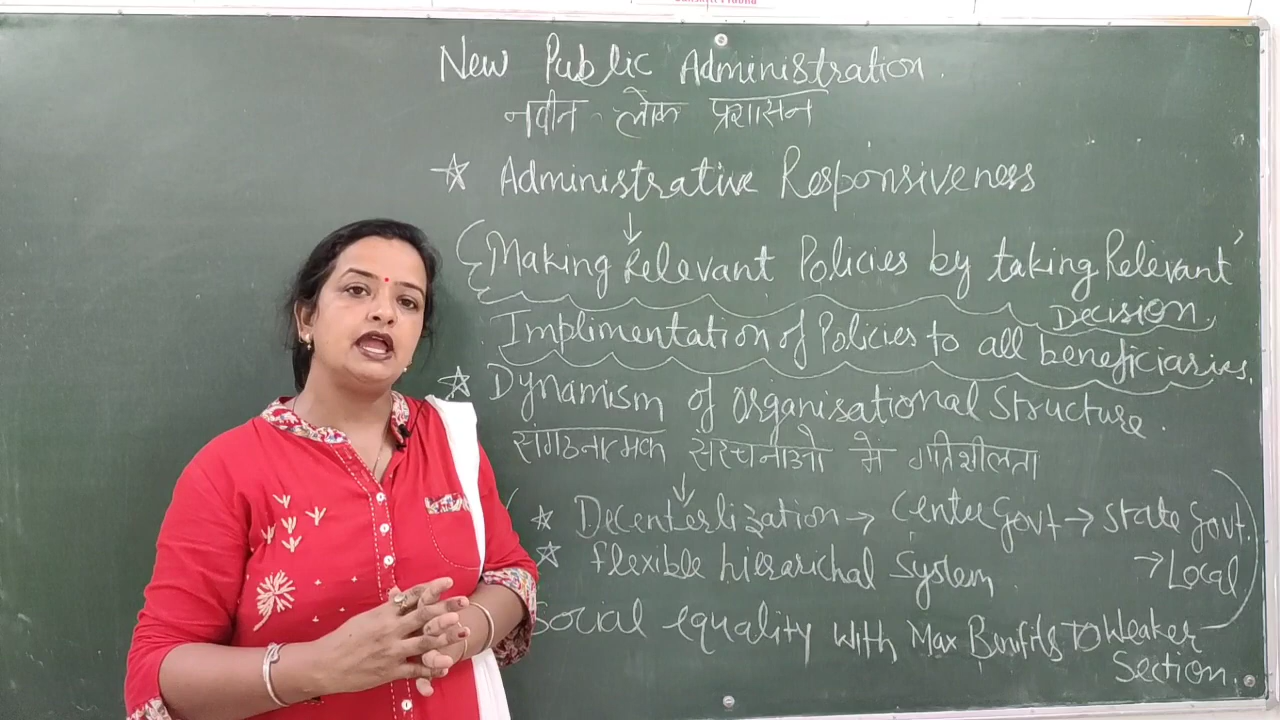 New Public Administration.
नवीन लोक प्रशासन
☆ Administrative Responsiveness
↓
Making Relevant Policies by taking Relevant
Decision.
Implimentation of Policies to all beneficiaries.
☆ Dynamism of Organisational Structure.
संगठनात्मक संरचनाओ मे गतिशीलता
↓
☆ Decenterlization → Center Govt → State Govt.
→ Local
☆ flexible hierarichal System
Social equality with Max Benifits To Weaker
Section.